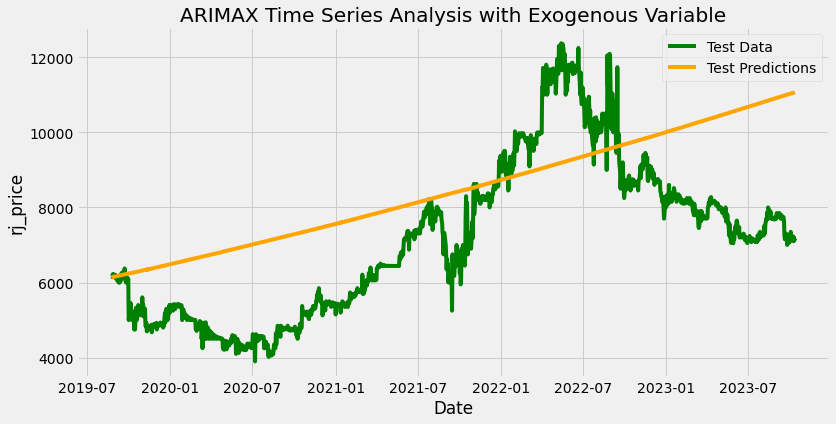 ARIMAX Time Series Analysis with Exogenous Variable
Test Data
Test Predictions
12000
10000
8000
6000
4000
rj_price
2019-07 2020-01 2020-07 2021-01 2021-07 2022-01 2022-07 2023-01 2023-07
Date